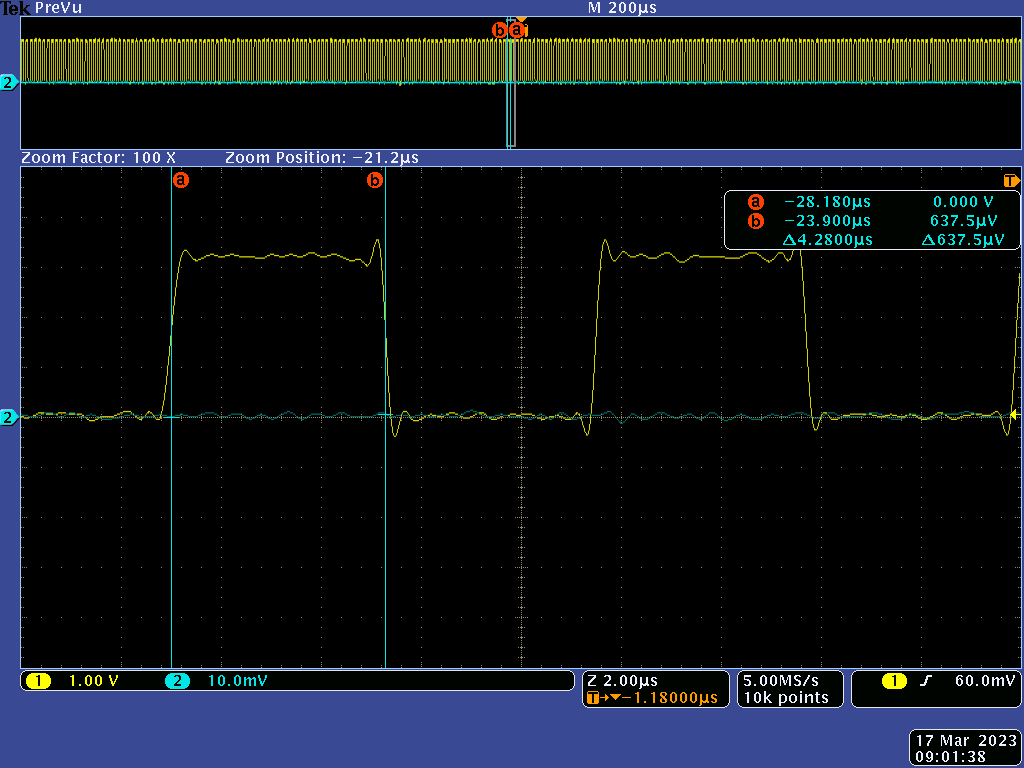 Tek PreVu M 200µs
b a
2
Zoom Factor: 100 X Zoom Position: −21.2µs
a b T
a −28.180µs 0.000 V
b −23.900µs 637.5µV
Δ4.2800µs Δ637.5µV
2
1 1.00 V 2 10.0mV Z 2.00µs 5.00MS/s 1 60.0mV
T→▼−1.18000µs 10k points
17 Mar 2023
09:01:38